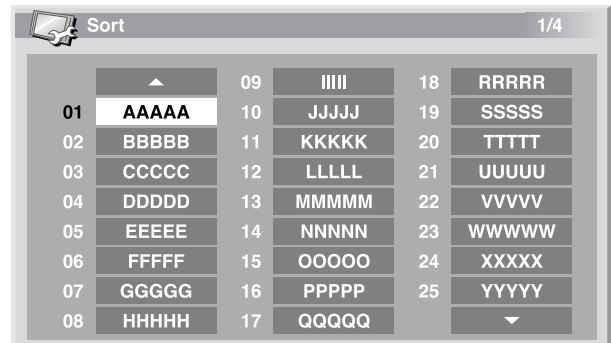 Sort 1/4
01 AAAAA
02 BBBBB
03 CCCCC
04 DDDDD
05 EEEEE
06 FFFFF
07 GGGGG
08 HHHHH
09 IIIII
10 JJJJJ
11 KKKKK
12 LLLLL
13 MMMMM
14 NNNNN
15 OOOOO
16 PPPPP
17 QQQQQ
18 RRRRR
19 SSSSS
20 TTTTT
21 UUUUU
22 VVVVV
23 WWWWW
24 XXXXX
25 YYYYY